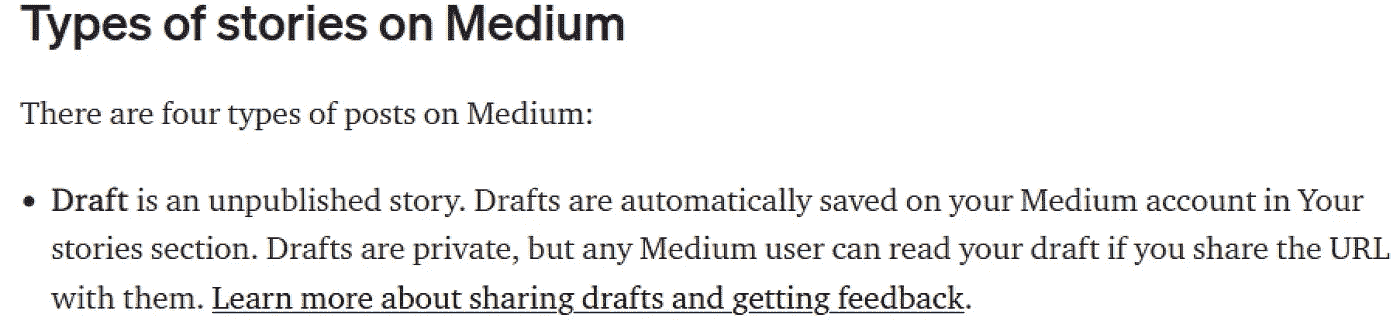 Types of stories on Medium
There are four types of posts on Medium:
• Draft is an unpublished story. Drafts are automatically saved on your Medium account in Your
stories section. Drafts are private, but any Medium user can read your draft if you share the URL
with them. Learn more about sharing drafts and getting feedback.